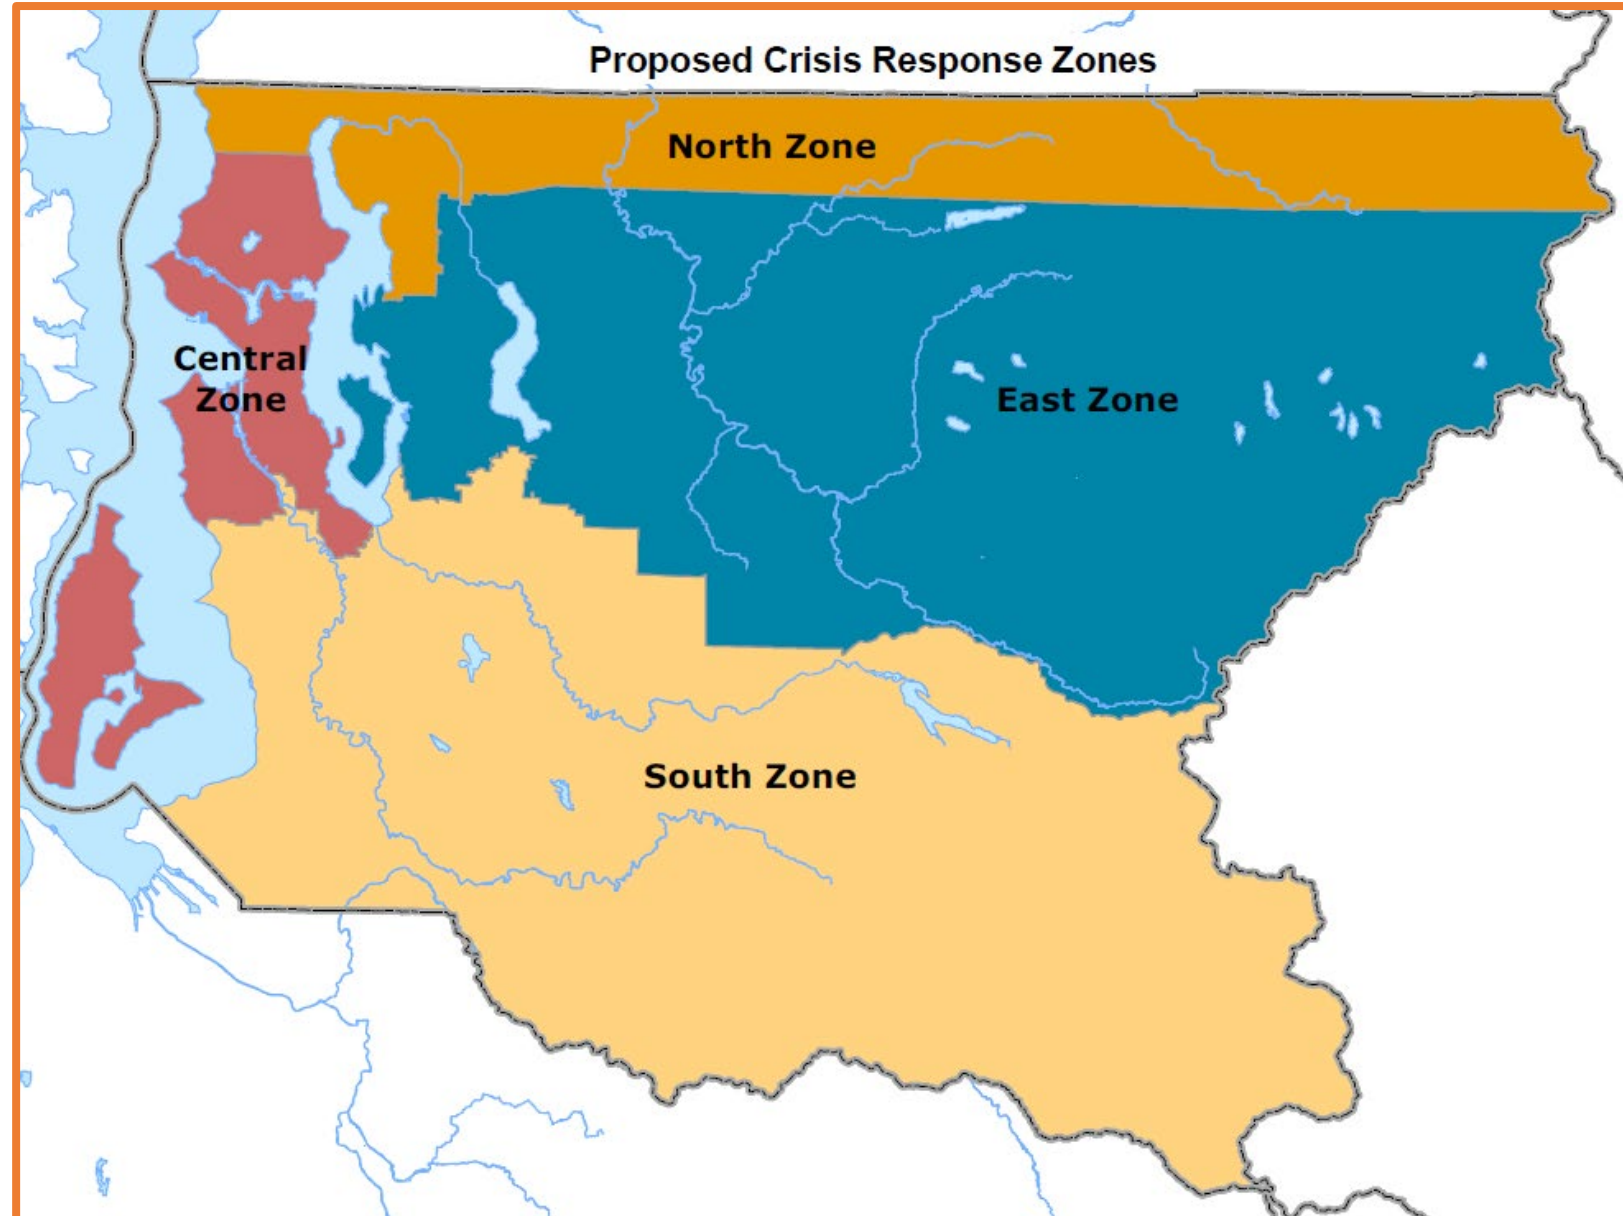 Proposed Crisis Response Zones
North Zone
Central
Zone
East Zone
South Zone